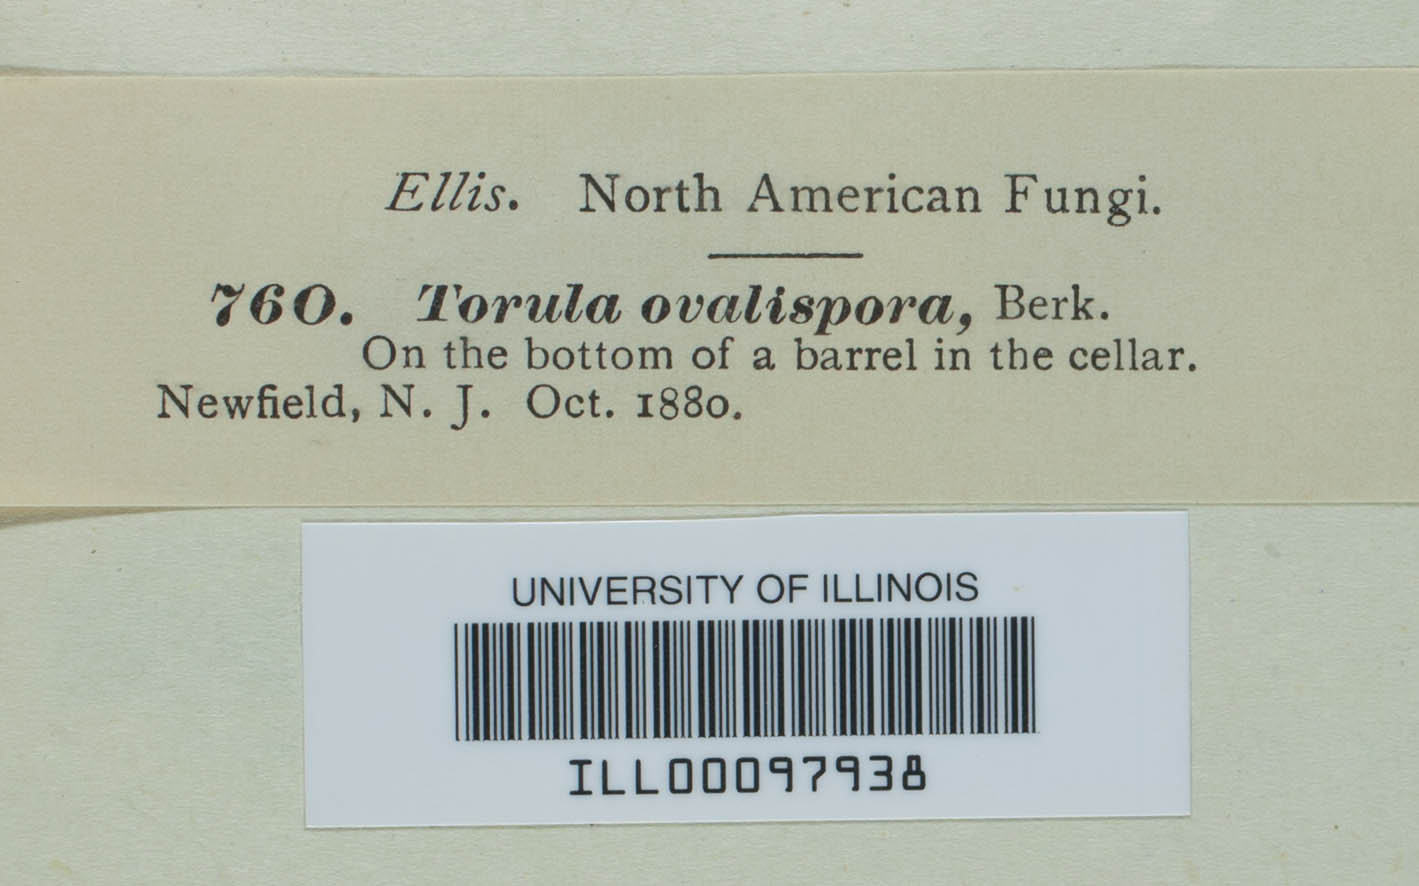 Ellis. North American Fungi.
760. Torula ovalispora, Berk.
On the bottom of a barrel in the cellar.
Newfield, N. J. Oct. 1880.
UNIVERSITY OF ILLINOIS
ILL00097938